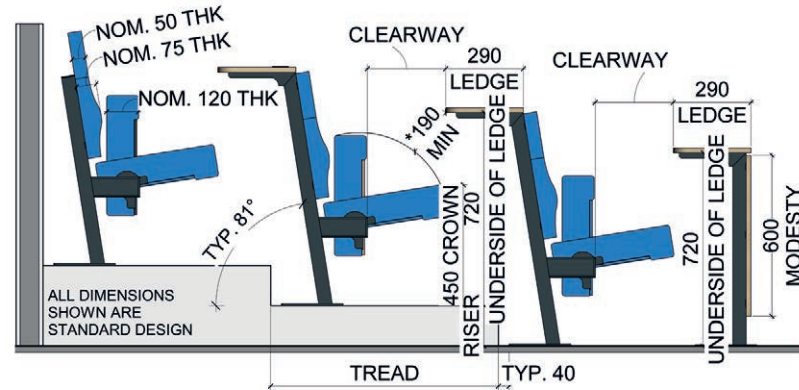 NOM. 50 THK
NOM. 75 THK
NOM. 120 THK
CLEARWAY
290
LEDGE
CLEARWAY
290
LEDGE
*190
MIN
TYP. 81°
450 CROWN
RISER
720
UNDERSIDE OF LEDGE
720
UNDERSIDE OF LEDGE
600
MODESTY
ALL DIMENSIONS
SHOWN ARE
STANDARD DESIGN
TREAD
TYP. 40